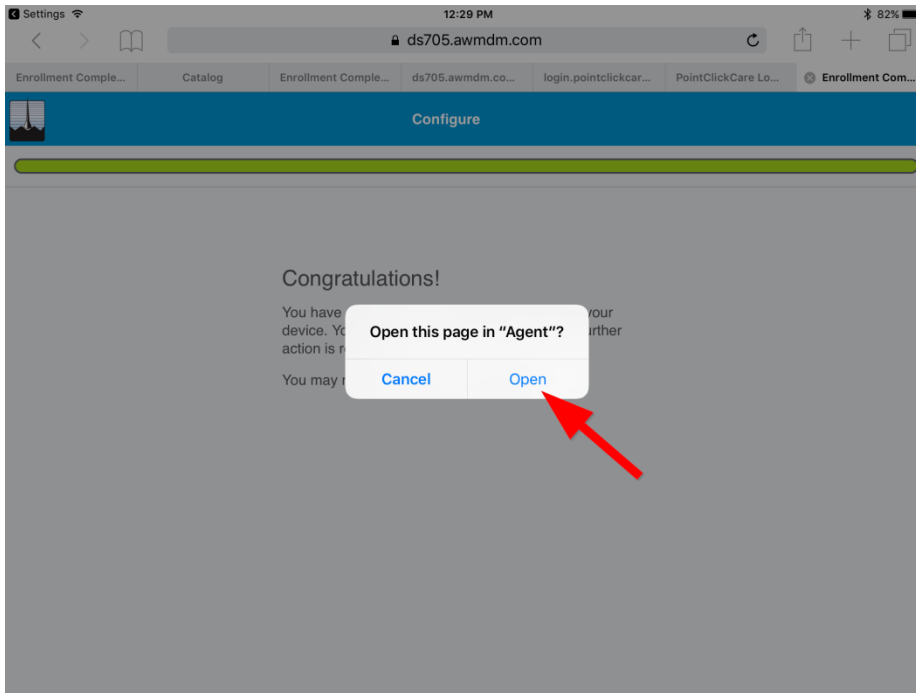 Settings 12:29 PM 82%
ds705.awmdm.com
Enrollment Comple... Catalog Enrollment Comple... ds705.awmdm.co... login.pointclickcar... PointClickCare Lo... Enrollment Com...
Configure
Congratulations!
You have your
device. urther
action is
You may
Open this page in “Agent”?
Cancel Open